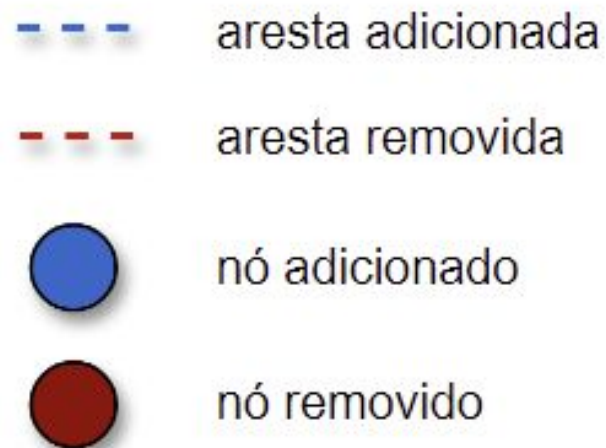 aresta adicionada
aresta removida
nó adicionado
nó removido